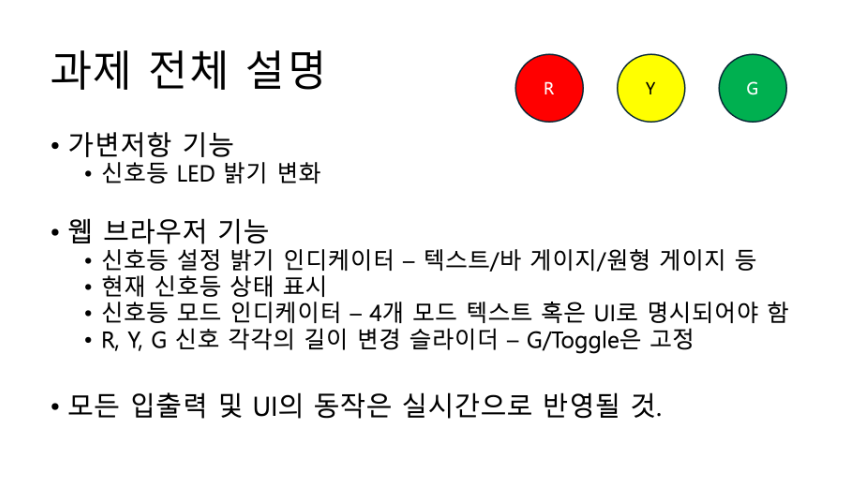 과제 전체 설명
R Y G
• 가변저항 기능
• 신호등 LED 밝기 변화
• 웹 브라우저 기능
• 신호등 설정 밝기 인디케이터 – 텍스트/바 게이지/원형 게이지 등
• 현재 신호등 상태 표시
• 신호등 모드 인디케이터 – 4개 모드 텍스트 혹은 UI로 명시되어야 함
• R, Y, G 신호 각각의 길이 변경 슬라이더 – G/Toggle은 고정
• 모든 입출력 및 UI의 동작은 실시간으로 반영될 것.